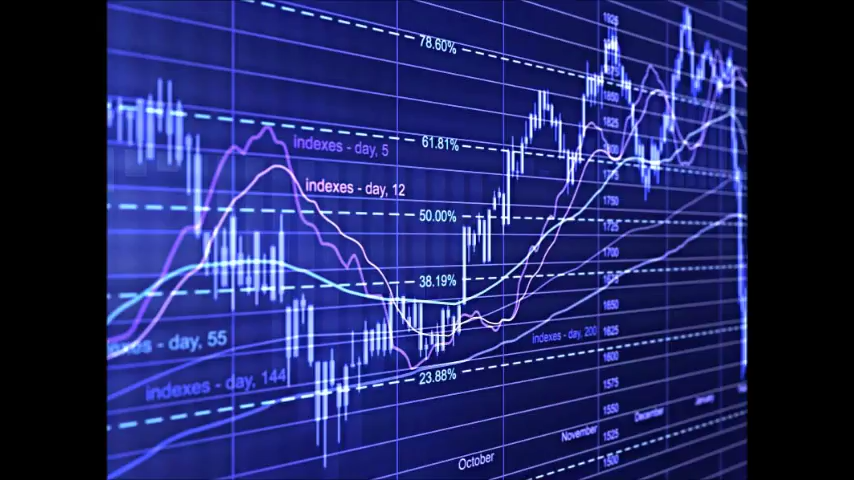 78.60%
indexes - day, 5
61.81%
indexes - day, 12
50.00%
38.19%
- day, 55
indexes - day, 144
indexes - day, 200
23.88%
1925
1850
1825
1800
1775
1750
1725
1700
1675
1650
1625
1600
1575
1550
1525
1500
October
November
December
January